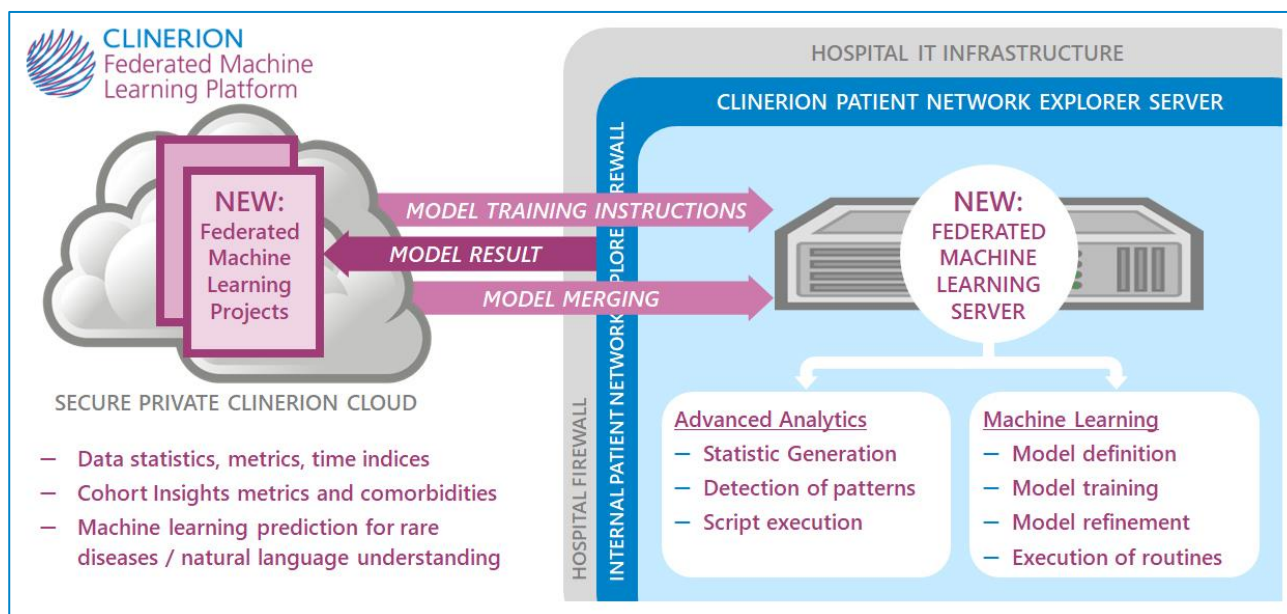 CLINERION
Federated Machine
Learning Platform
HOSPITAL IT INFRASTRUCTURE
CLINERION PATIENT NETWORK EXPLORER SERVER
NEW:
Federated
Machine
Learning
Projects
MODEL TRAINING INSTRUCTIONS
MODEL RESULT
MODEL MERGING
NEW:
FEDERATED
MACHINE
LEARNING
SERVER
SECURE PRIVATE CLINERION CLOUD
— Data statistics, metrics, time indices
— Cohort Insights metrics and comorbidities
— Machine learning prediction for rare
diseases / natural language understanding
HOSPITAL FIREWALL
INTERNAL PATIENT NETWORK EXPLORE FIREWALL
Advanced Analytics
– Statistic Generation
– Detection of patterns
– Script execution
Machine Learning
– Model definition
– Model training
– Model refinement
– Execution of routines